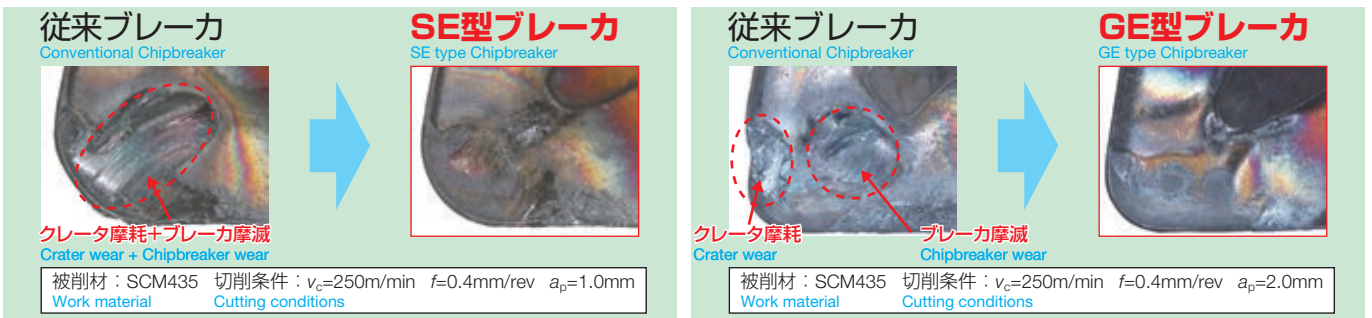 従来ブレーカ
Conventional Chipbreaker
SE型ブレーカ
SE type Chipbreaker
クレータ摩耗+ブレーカ摩滅
Crater wear + Chipbreaker wear
被削材：SCM435 切削条件：vc=250m/min f=0.4mm/rev ap=1.0mm
Work material Cutting conditions
従来ブレーカ
Conventional Chipbreaker
GE型ブレーカ
GE type Chipbreaker
クレータ摩耗 ブレーカ摩滅
Crater wear Chipbreaker wear
被削材：SCM435 切削条件：vc=250m/min f=0.4mm/rev ap=2.0mm
Work material Cutting conditions